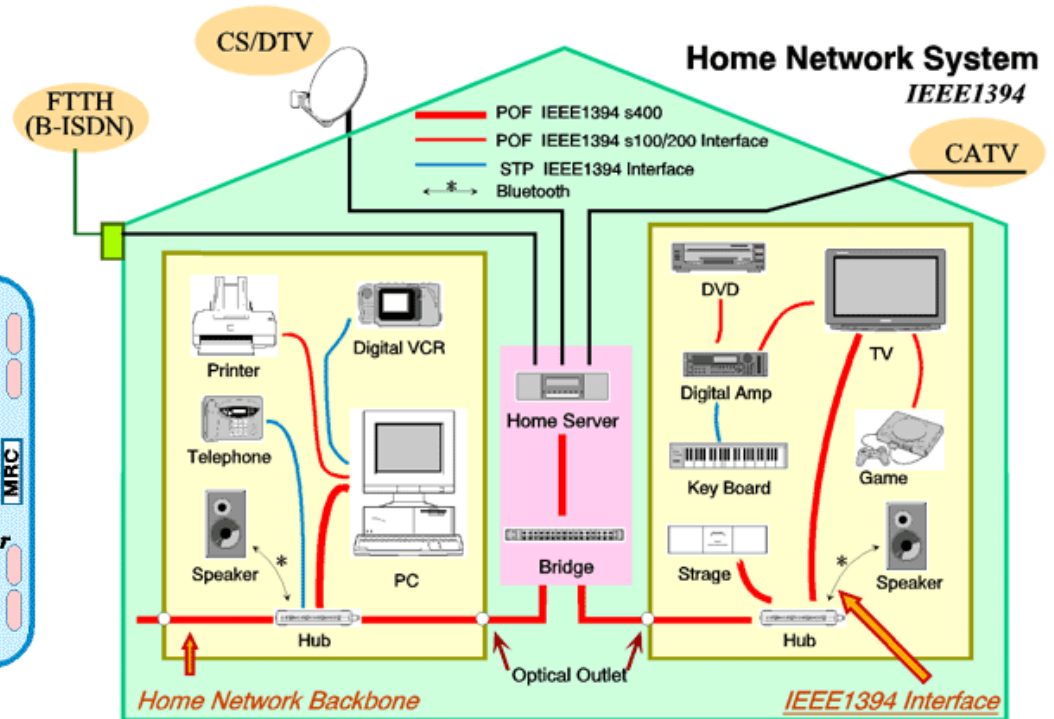 CS/DTV
Home Network System
IEEE1394
FTTH
(B-ISDN)
POF IEEE1394 s400
POF IEEE1394 s100/200 Interface
STP IEEE1394 Interface
* Bluetooth
CATV
Printer
Digital VCR
Telephone
Speaker
*
PC
Hub
Home Server
Bridge
Optical Outlet
DVD
TV
Digital Amp
Key Board
Game
Strage
*
Speaker
Hub
MRC
r
Home Network Backbone
IEEE1394 Interface